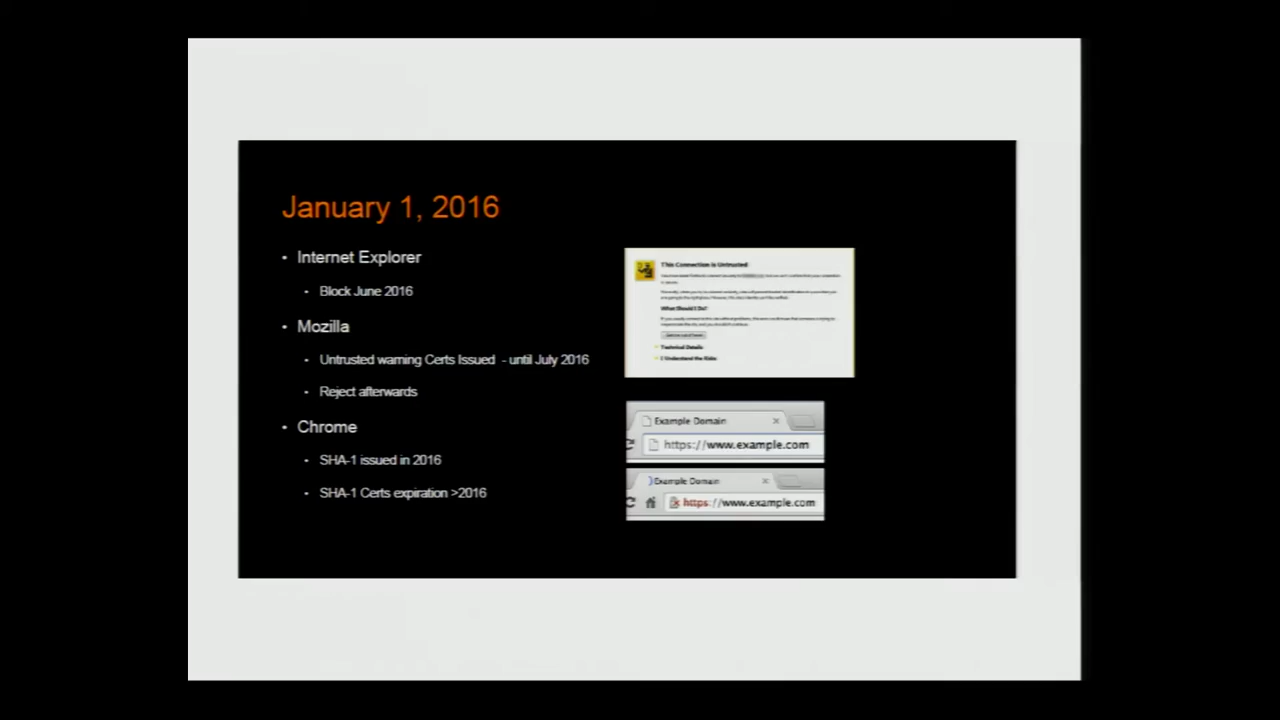 January 1, 2016
• Internet Explorer
• Block June 2016
• Mozilla
• Untrusted warning Certs Issued - until July 2016
• Reject afterwards
• Chrome
• SHA-1 issued in 2016
• SHA-1 Certs expiration >2016
This Connection is Untrusted
What Should I Do?
Technical Details
I Understand the Risks
Example Domain
https://www.example.com
Example Domain
https://www.example.com